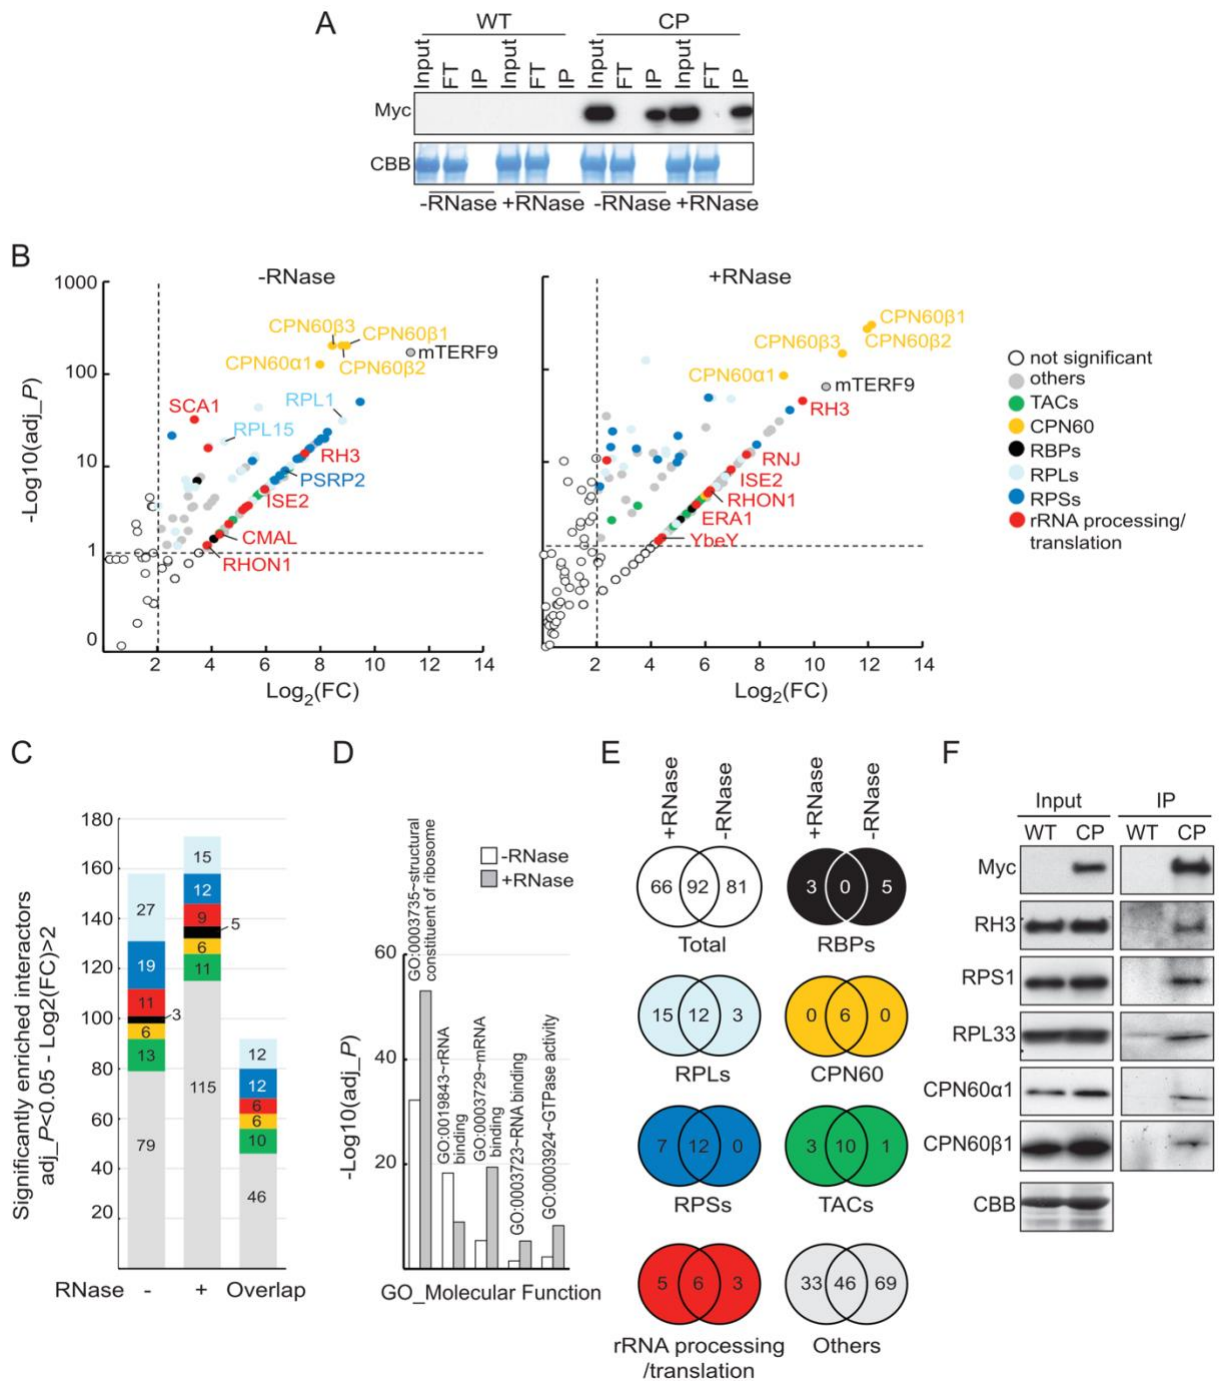 A
WT CP
Input FT IP Input FT IP Input FT IP Input FT IP
Myc
CBB
-RNase +RNase -RNase +RNase
B
-RNase
-Log10(adj_P)
1000
100
10
1
0
2 4 6 8 10 12 14
Log2(FC)
CPN60β3
CPN60β1
mTERF9
CPN60α1
CPN60β2
SCA1
RPL1
RPL15
RH3
PSRP2
ISE2
CMAL
RHON1
+RNase
2 4 6 8 10 12 14
Log2(FC)
CPN60β1
CPN60β3
CPN60β2
CPN60α1
mTERF9
RH3
RNJ
ISE2
RHON1
ERA1
YbeY
not significant
others
TACs
CPN60
RBPs
RPLs
RPSs
rRNA processing/
translation
C
Significantly enriched interactors
adj_P<0.05 - Log2(FC)>2
180
160
140
120
100
80
60
40
20
27
19
11
3
6
13
79
15
12
9
5
6
11
115
12
12
6
6
10
46
RNase - + Overlap
D
-Log10(adj_P)
60
40
20
-RNase
+RNase
GO:0003735~structural
constituent of ribosome
GO:0019843~rRNA
binding
GO:0003729~mRNA
binding
GO:0003723~RNA binding
GO:0003924~GTPase activity
GO_Molecular Function
E
+RNase -RNase +RNase -RNase
66 92 81
Total
3 0 5
RBPs
15 12 3
RPLs
0 6 0
CPN60
7 12 0
RPSs
3 10 1
TACs
5 6 3
rRNA processing
/translation
33 46 69
Others
F
Input IP
WT CP WT CP
Myc
RH3
RPS1
RPL33
CPN60α1
CPN60β1
CBB